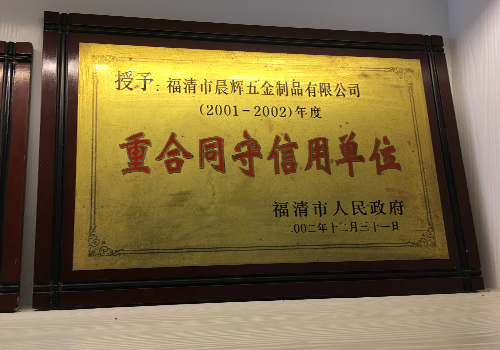 授予：福清市晨辉五金制品有限公司
(2001－2002)年度
重合同守信用单位
福清市人民政府
二00二年十二月三十一日